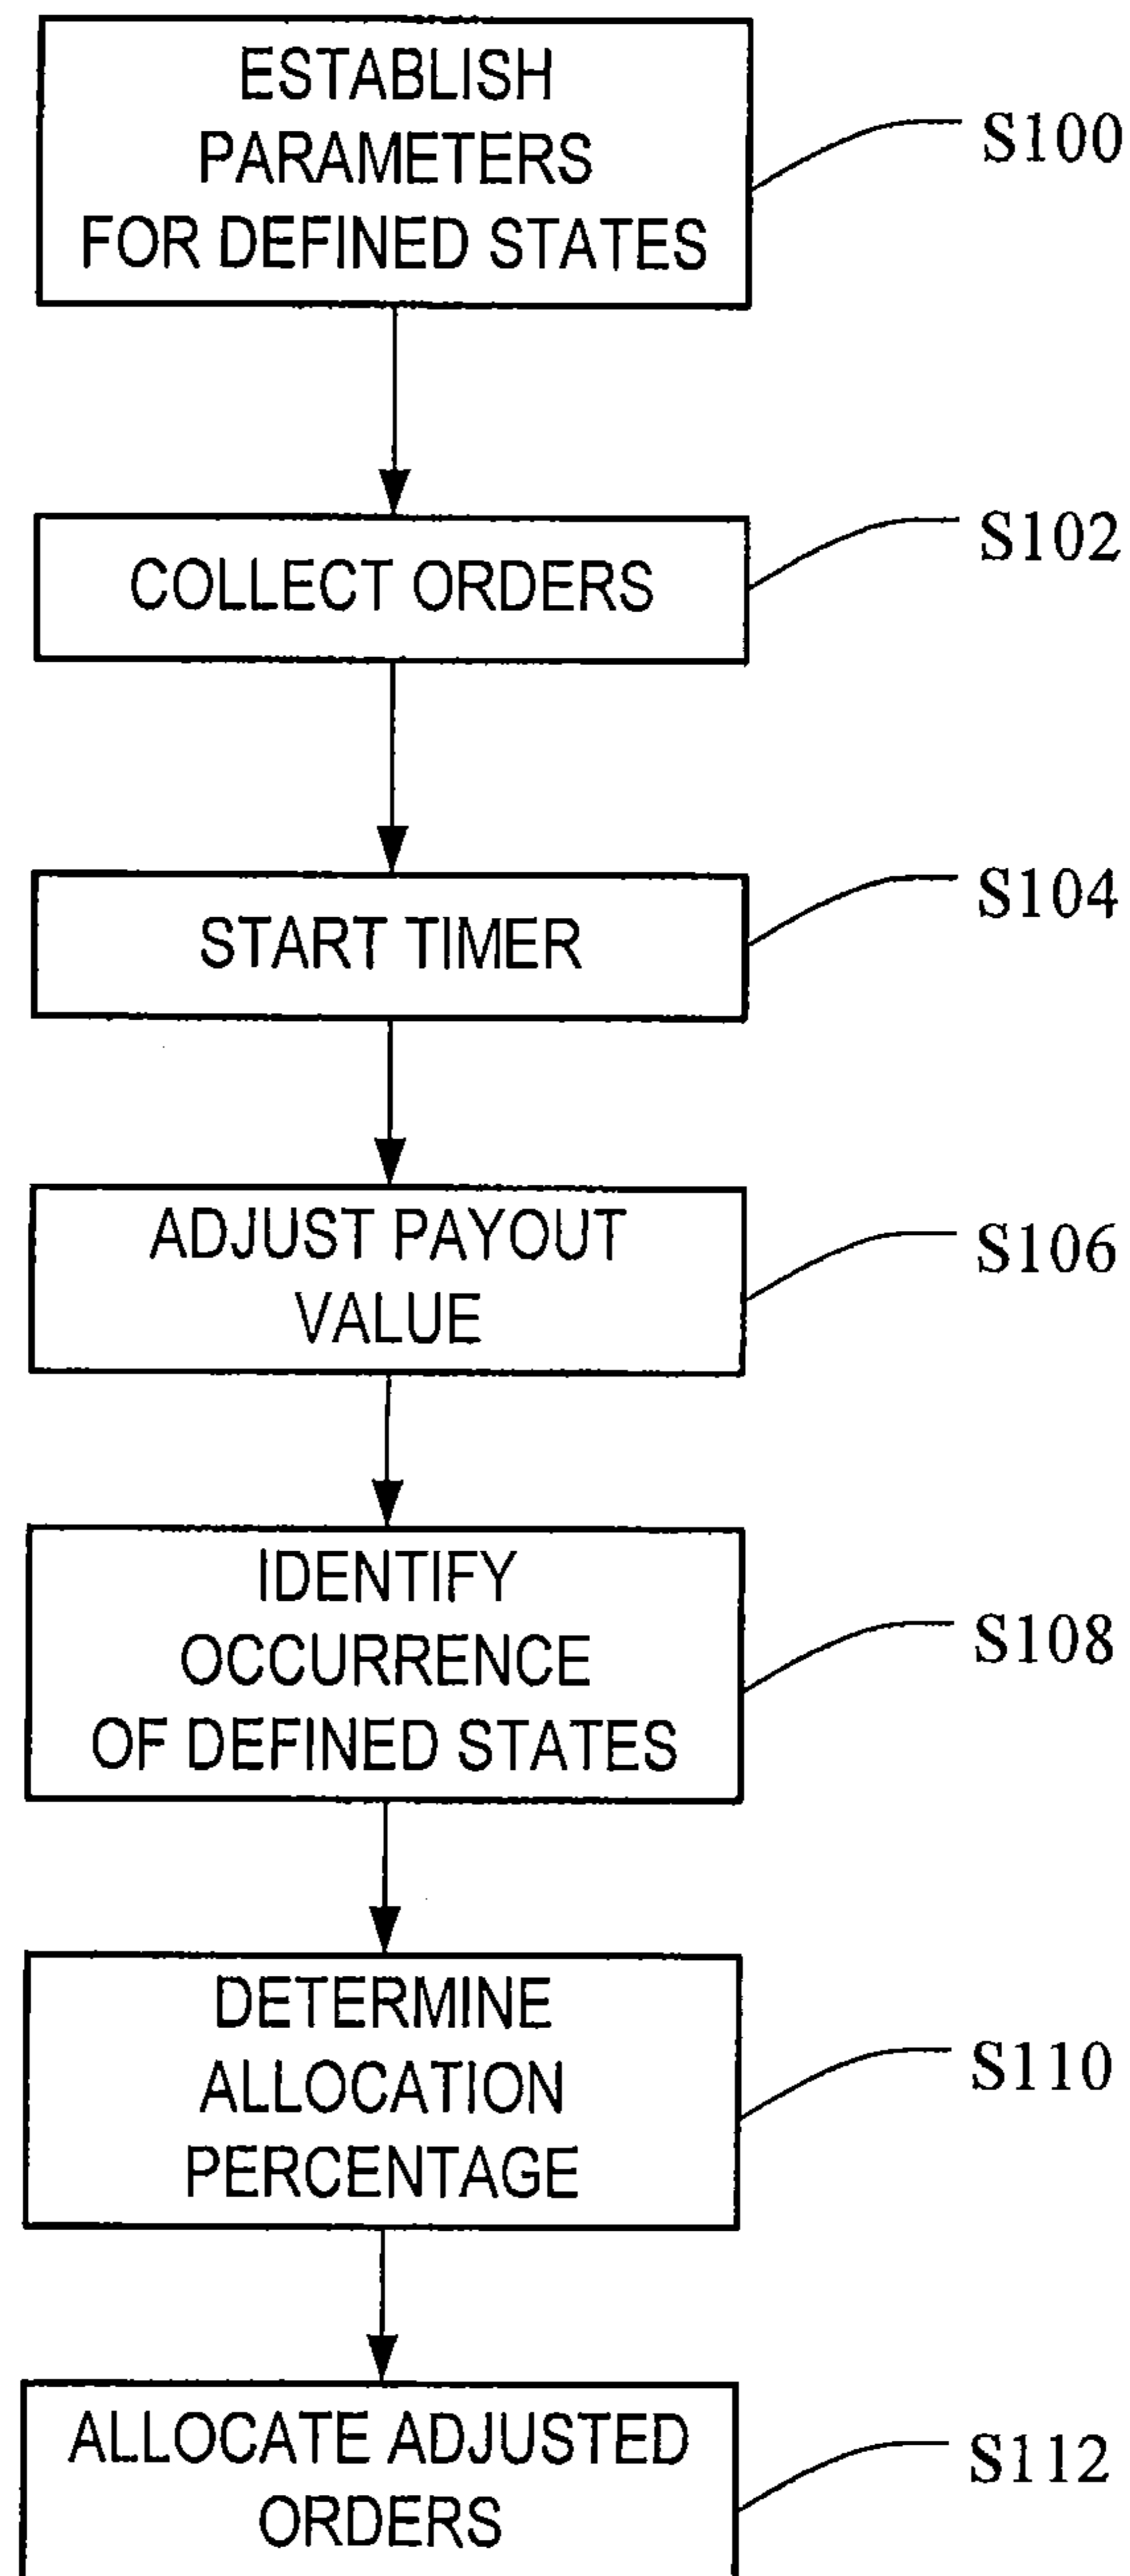 ESTABLISH
PARAMETERS
FOR DEFINED STATES
S100
COLLECT ORDERS
S102
START TIMER
S104
ADJUST PAYOUT
VALUE
S106
IDENTIFY
OCCURRENCE
OF DEFINED STATES
S108
DETERMINE
ALLOCATION
PERCENTAGE
S110
ALLOCATE ADJUSTED
ORDERS
S112